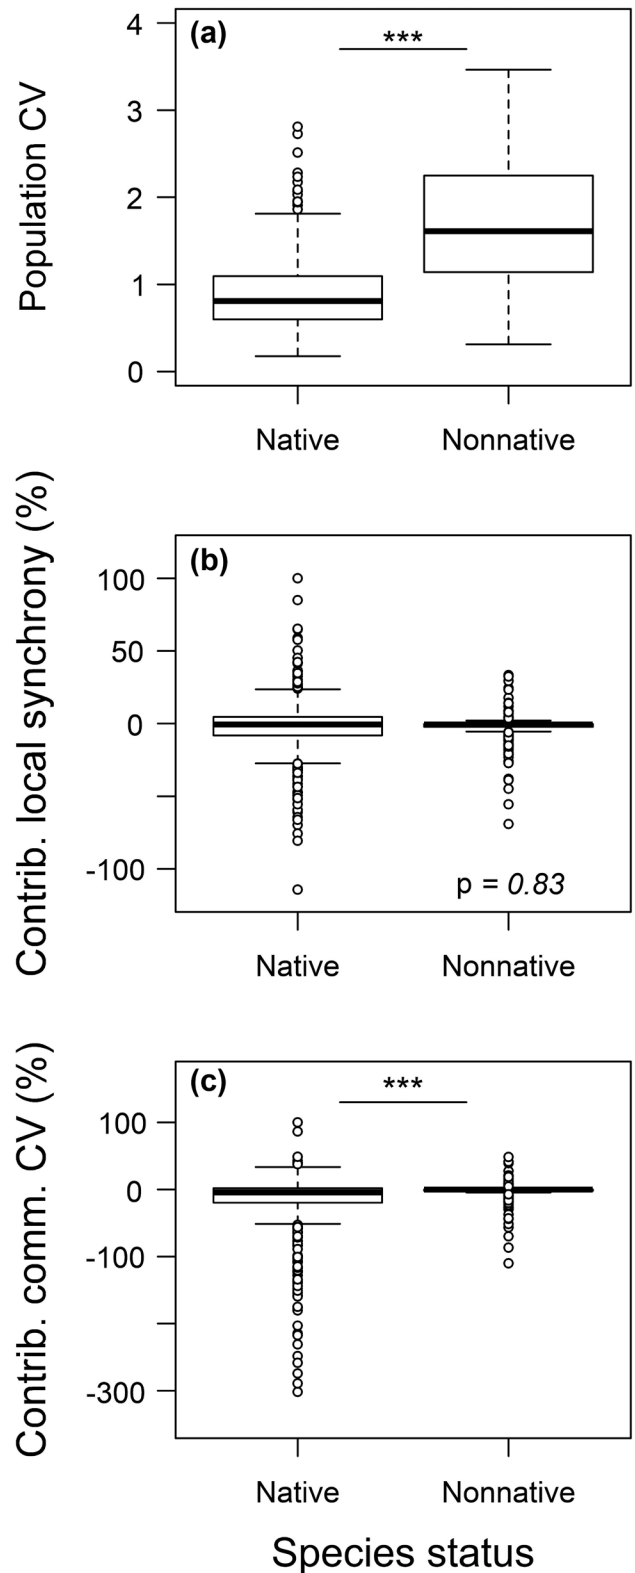 (a)
***
Population CV
4
3
2
1
0
Native
Nonnative
(b)
Contrib. local synchrony (%)
100
50
0
-100
p = 0.83
Native
Nonnative
(c)
***
Contrib. comm. CV (%)
100
0
-100
-300
Native
Nonnative
Species status